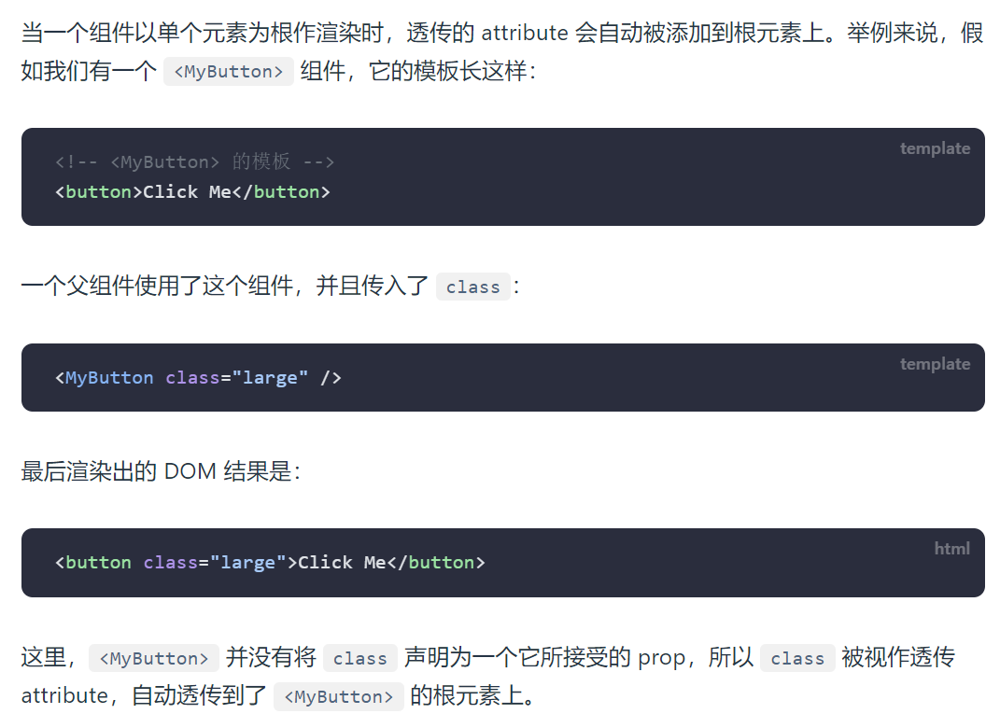 当一个组件以单个元素为根作渲染时，透传的 attribute 会自动被添加到根元素上。举例来说，假
如我们有一个 <MyButton> 组件，它的模板长这样：
template
<!-- <MyButton> 的模板 -->
<button>Click Me</button>
一个父组件使用了这个组件，并且传入了 class：
template
<MyButton class="large" />
最后渲染出的 DOM 结果是：
html
<button class="large">Click Me</button>
这里，<MyButton> 并没有将 class 声明为一个它所接受的 prop，所以 class 被视作透传
attribute，自动透传到了 <MyButton> 的根元素上。